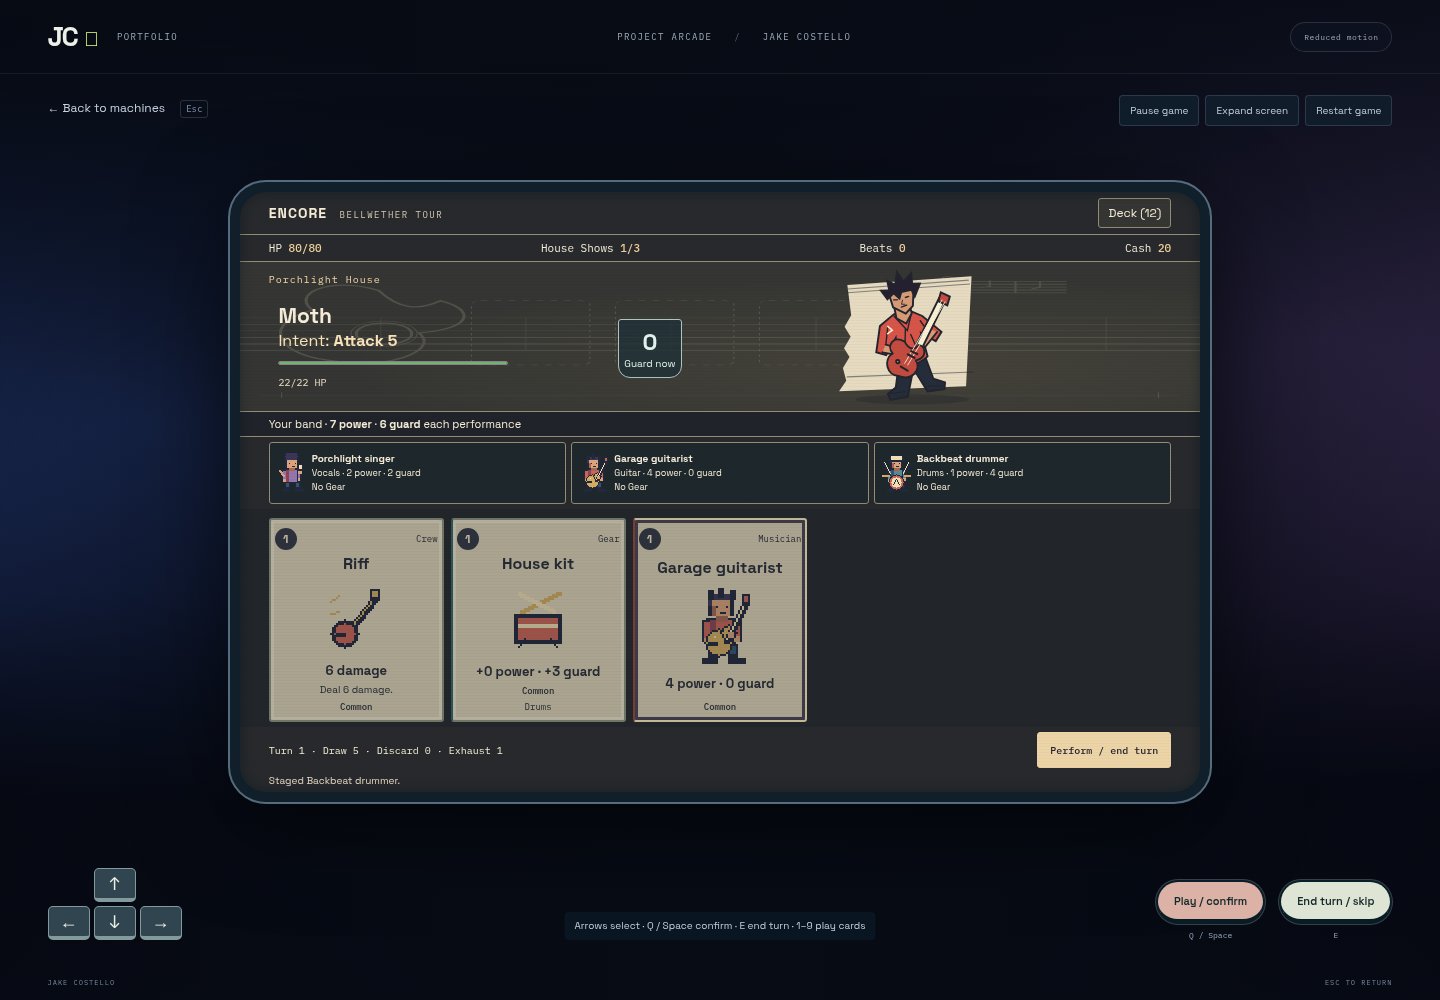 JC PORTFOLIO
PROJECT ARCADE / JAKE COSTELLO
Reduced motion
← Back to machines Esc
Pause game
Expand screen
Restart game
ENCORE BELLWETHER TOUR
Deck (12)
HP 80/80
House Shows 1/3
Beats 0
Cash 20
Porchlight House
Moth
Intent: Attack 5
22/22 HP
0
Guard now
Your band · 7 power · 6 guard each performance
Porchlight singer
Vocals · 2 power · 2 guard
No Gear
Garage guitarist
Guitar · 4 power · 0 guard
No Gear
Backbeat drummer
Drums · 1 power · 4 guard
No Gear
1 Crew
Riff
6 damage
Deal 6 damage.
Common
1 Gear
House kit
+0 power · +3 guard
Common
Drums
1 Musician
Garage guitarist
4 power · 0 guard
Common
Turn 1 · Draw 5 · Discard 0 · Exhaust 1
Perform / end turn
Staged Backbeat drummer.
↑
← ↓ →
Arrows select · Q / Space confirm · E end turn · 1–9 play cards
Play / confirm
Q / Space
End turn / skip
E
JAKE COSTELLO
ESC TO RETURN